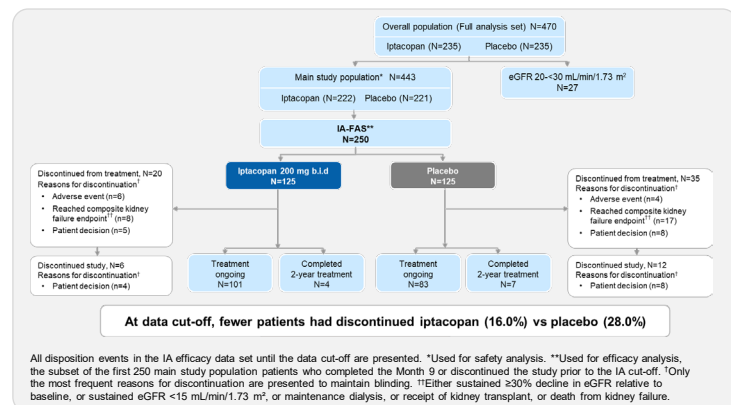 Overall population (Full analysis set) N=470
Iptacopan (N=235) Placebo (N=235)
Main study population* N=443
Iptacopan (N=222) Placebo (N=221)
eGFR 20-<30 mL/min/1.73 m²
N=27
IA-FAS**
N=250
Iptacopan 200 mg b.i.d
N=125
Placebo
N=125
Discontinued from treatment, N=20
Reasons for discontinuation†
• Adverse event (n=6)
• Reached composite kidney
failure endpoint†† (n=8)
• Patient decision (n=5)
Discontinued study, N=6
Reasons for discontinuation†
• Patient decision (n=4)
Treatment
ongoing
N=101
Completed
2-year treatment
N=4
Treatment
ongoing
N=83
Completed
2-year treatment
N=7
Discontinued from treatment, N=35
Reasons for discontinuation†
• Adverse event (n=4)
• Reached composite kidney
failure endpoint†† (n=17)
• Patient decision (n=8)
Discontinued study, N=12
Reasons for discontinuation†
• Patient decision (n=8)
At data cut-off, fewer patients had discontinued iptacopan (16.0%) vs placebo (28.0%)
All disposition events in the IA efficacy data set until the data cut-off are presented. *Used for safety analysis. **Used for efficacy analysis,
the subset of the first 250 main study population patients who completed the Month 9 or discontinued the study prior to the IA cut-off. †Only
the most frequent reasons for discontinuation are presented to maintain blinding. ††Either sustained ≥30% decline in eGFR relative to
baseline, or sustained eGFR <15 mL/min/1.73 m², or maintenance dialysis, or receipt of kidney transplant, or death from kidney failure.